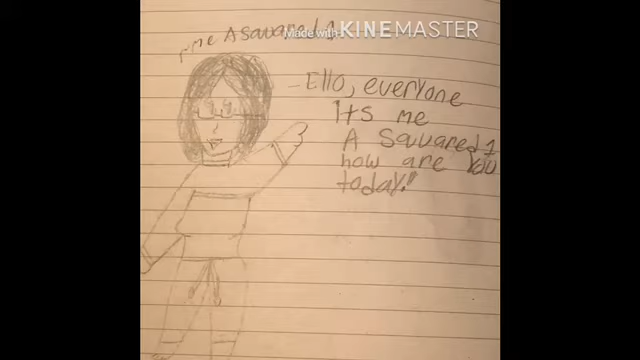 Made with KINEMASTER
me A squared 1
– Ello, everyone
Its me
A Squared 1
how are you
today!